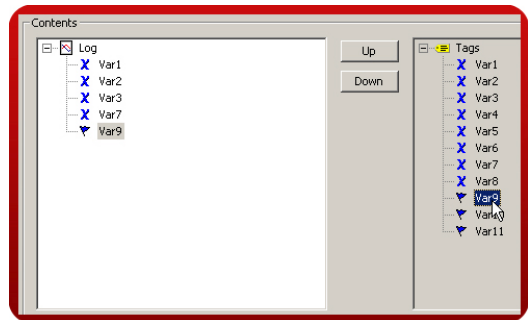 Contents
Log
Var1
Var2
Var3
Var7
Var9
Up
Down
Tags
Var1
Var2
Var3
Var4
Var5
Var6
Var7
Var8
Var9
Var10
Var11